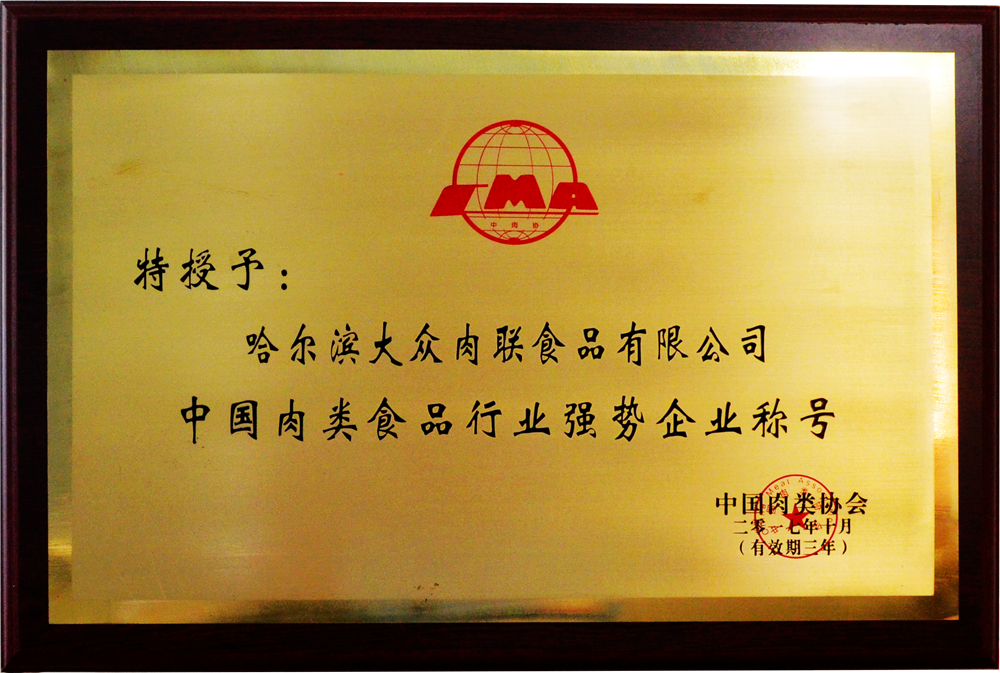 CMA
中肉协
特授予：
哈尔滨大众肉联食品有限公司
中国肉类食品行业强势企业称号
中国肉类协会
二零一七年十月
（有效期三年）